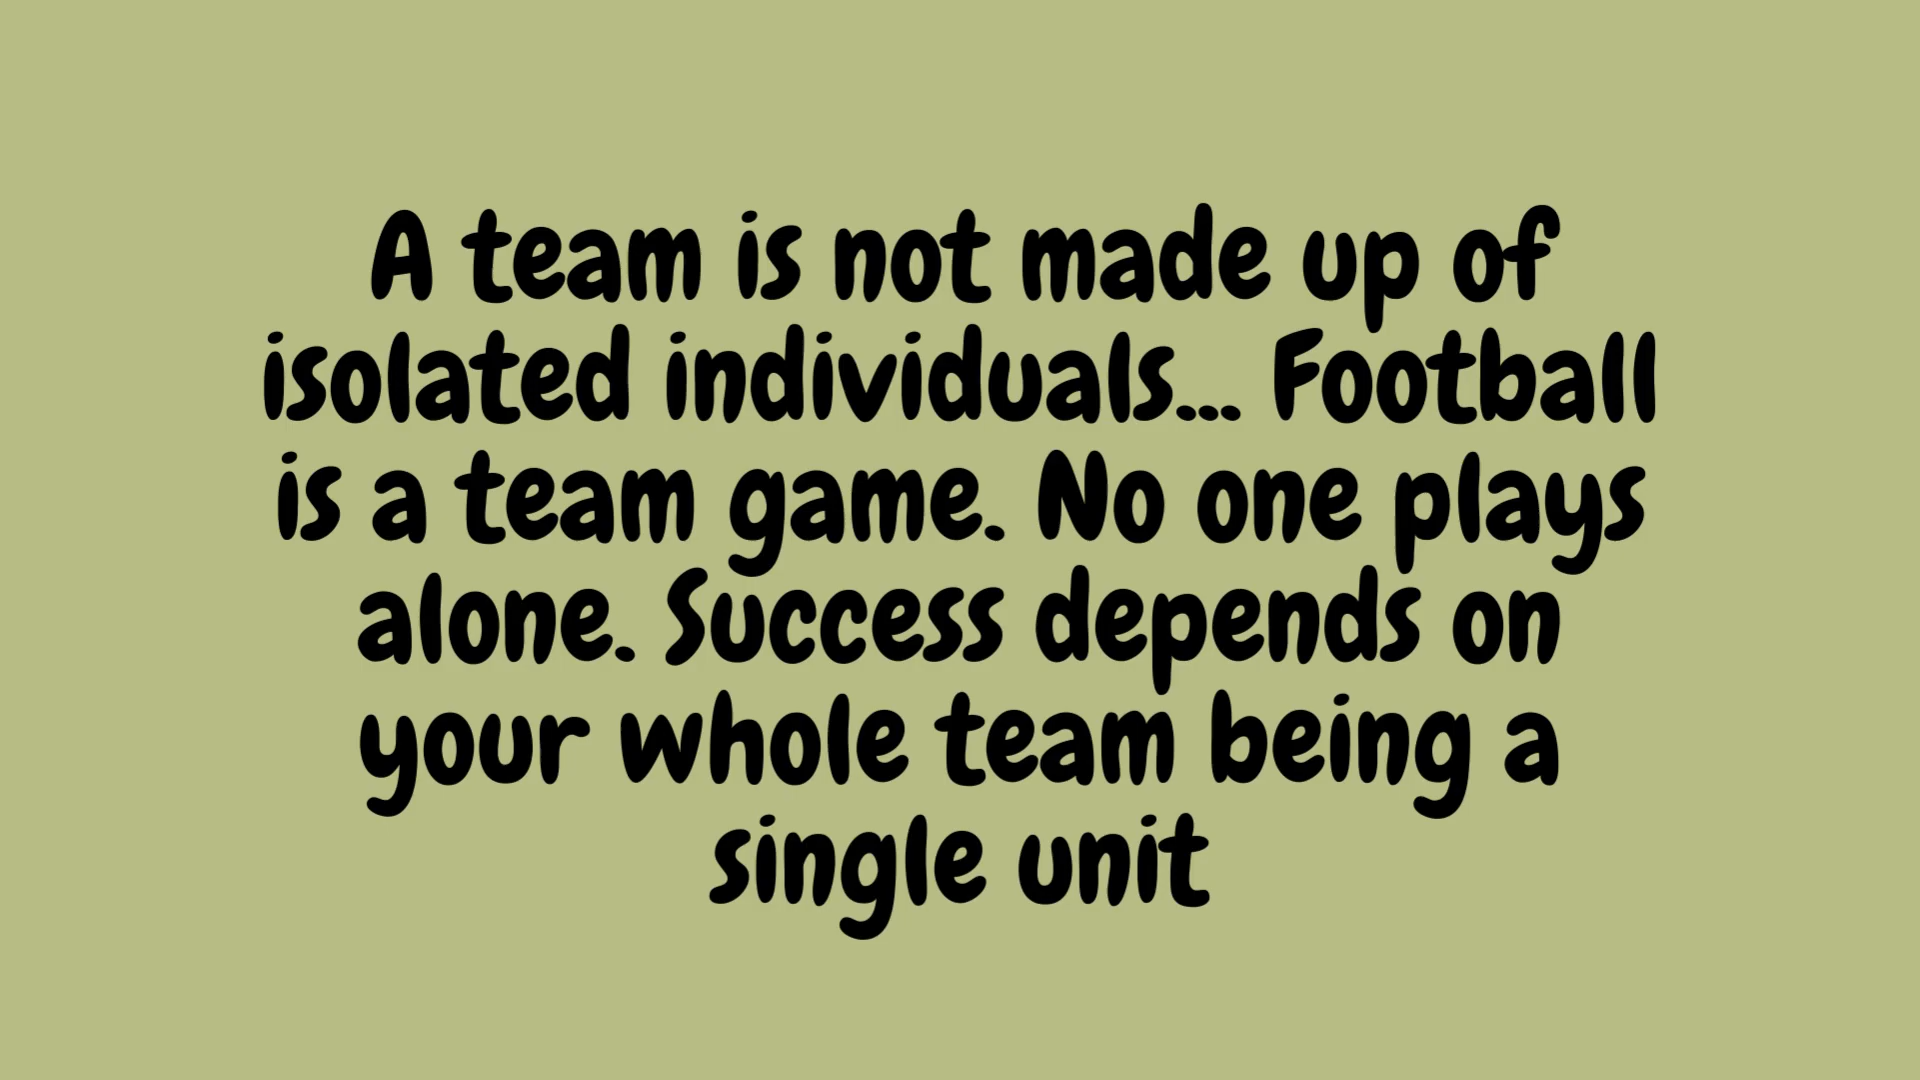 A team is not made up of
isolated individuals... Football
is a team game. No one plays
alone. Success depends on
your whole team being a
single unit